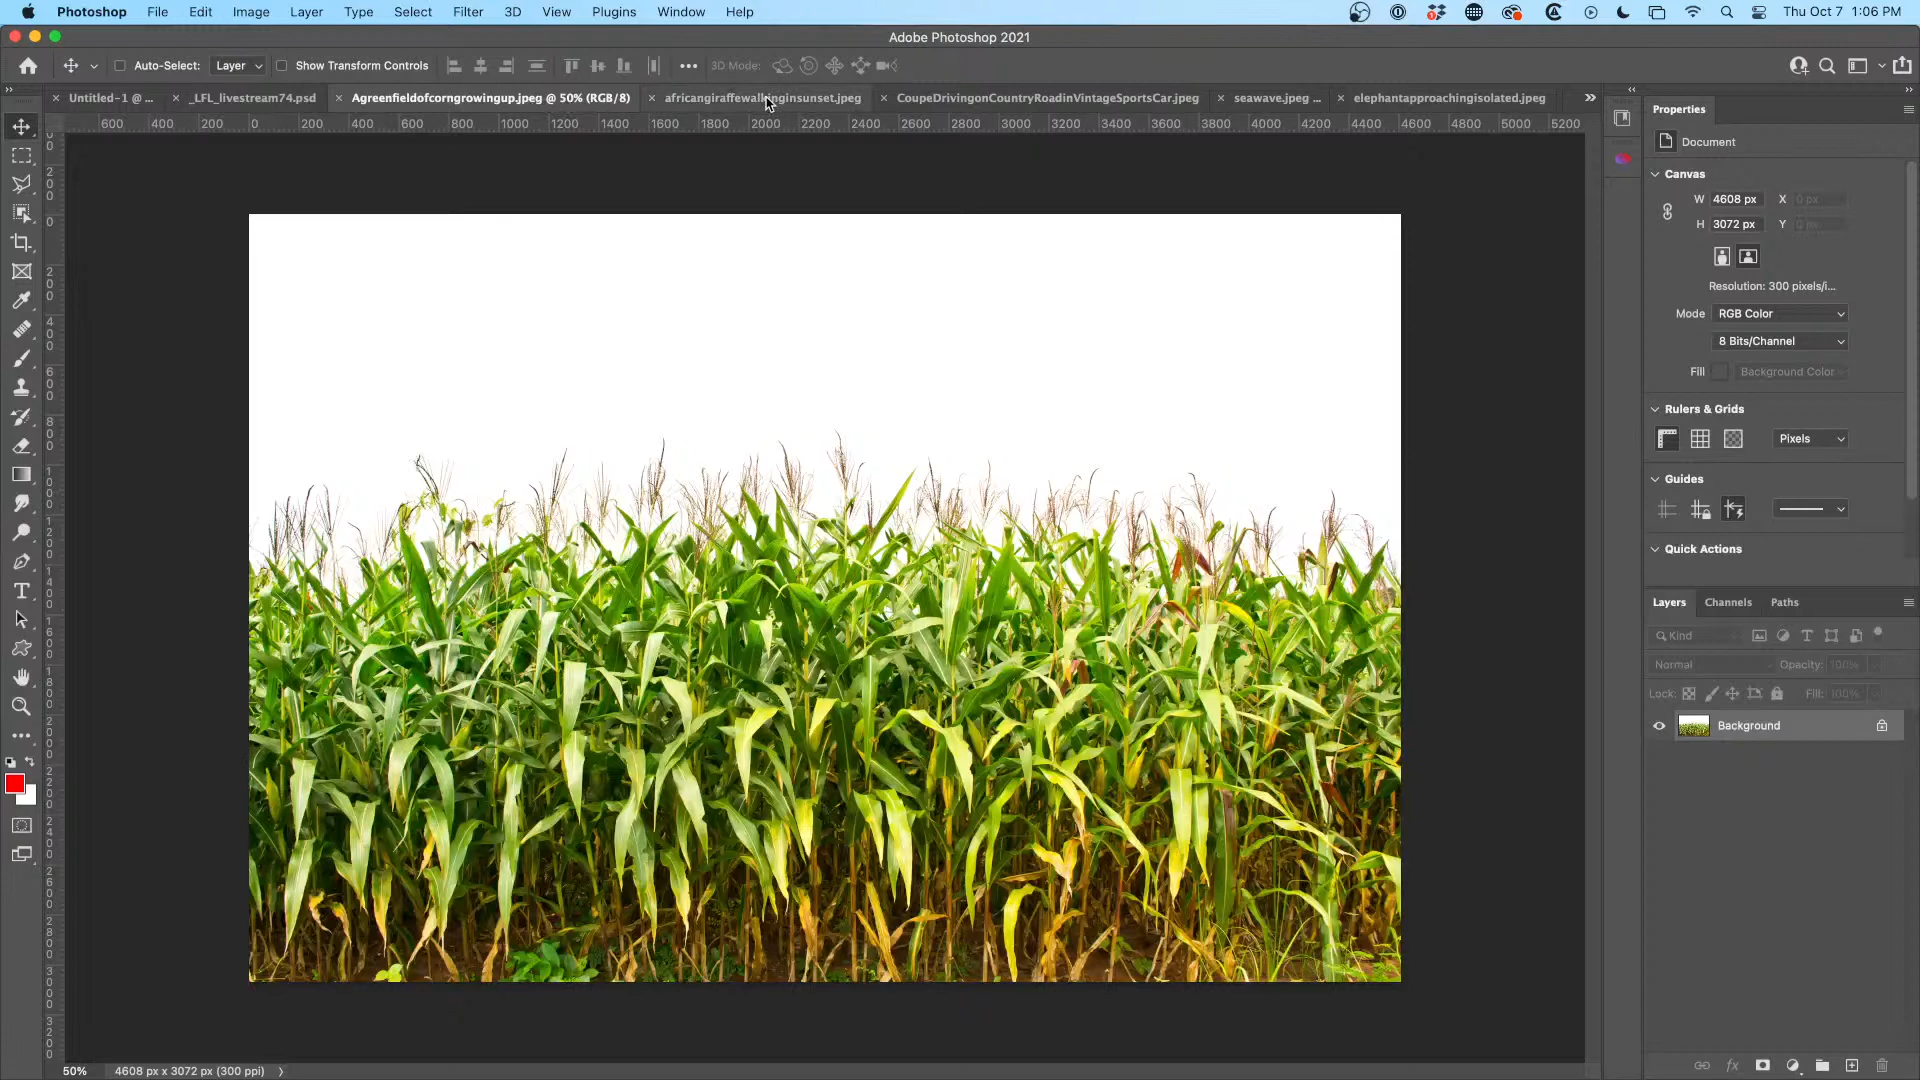 Photoshop File Edit Image Layer Type Select Filter 3D View Plugins Window Help Thu Oct 7 1:06 PM
Adobe Photoshop 2021
Auto-Select: Layer Show Transform Controls 3D Mode:
Untitled-1 @ ... _LFL_livestream74.psd Agreenfieldofcorngrowingup.jpeg @ 50% (RGB/8) africangiraffewalkinginsunset.jpeg CoupeDrivingonCountryRoadinVintageSportsCar.jpeg seawave.jpeg ... elephantapproachingisolated.jpeg
600 400 200 0 200 400 600 800 1000 1200 1400 1600 1800 2000 2200 2400 2600 2800 3000 3200 3400 3600 3800 4000 4200 4400 4600 4800 5000 5200
Properties
Document
Canvas
W 4608 px X 0 px
H 3072 px Y 0 px
Resolution: 300 pixels/i...
Mode RGB Color
8 Bits/Channel
Fill Background Color
Rulers & Grids
Pixels
Guides
Quick Actions
Layers Channels Paths
Kind
Normal Opacity: 100%
Lock: Fill: 100%
Background
fx
50% 4608 px x 3072 px (300 ppi)